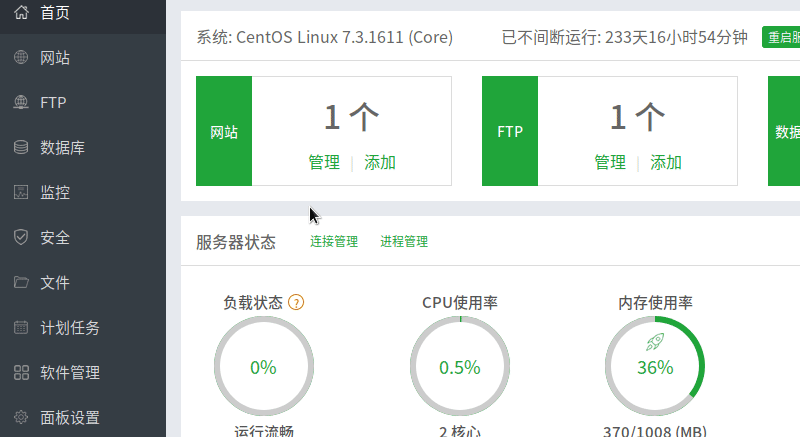 首页
网站
FTP
数据库
监控
安全
文件
计划任务
软件管理
面板设置
系统: CentOS Linux 7.3.1611 (Core) 已不间断运行: 233天16小时54分钟 重启服
网站 1 个
管理 | 添加
FTP 1 个
管理 | 添加
数据
服务器状态 连接管理 进程管理
负载状态 ?
0%
运行流畅
CPU使用率
0.5%
2 核心
内存使用率
36%
370/1008 (MB)